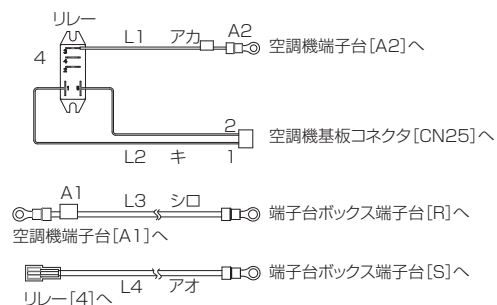 リレー
4
L1 アカ A2
空調機端子台[A2]へ
2
空調機基板コネクタ[CN25]へ
L2 キ 1
A1 L3 シロ
端子台ボックス端子[R]へ
空調機端子台[A1]へ
端子台ボックス端子[S]へ
L4 アオ
リレー[4]へ